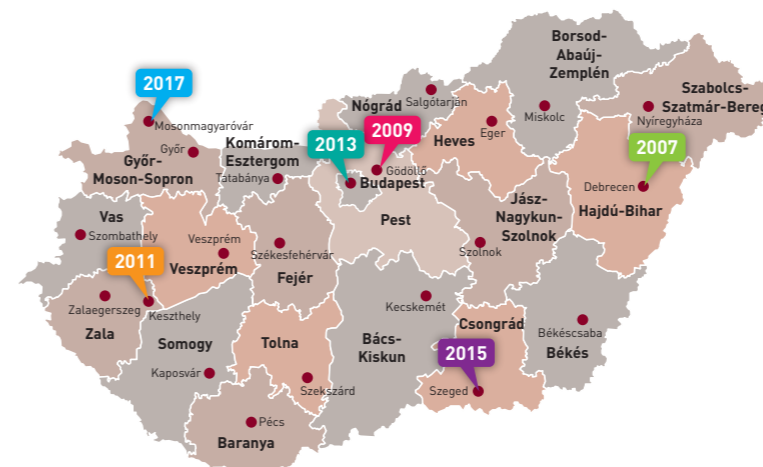 Borsod-
Abaúj-
Zemplén
2017
Nógrád
Salgótarján
Szabolcs-
Szatmár-Bereg
Miskolc
Nyíregyháza
Mosonmagyaróvár
Komárom-
Esztergom
2013
2009
Heves
Eger
2007
Győr
Győr-
Moson-Sopron
Tatabánya
Gödöllő
Budapest
Debrecen
Hajdú-Bihar
Jász-
Nagykun-
Szolnok
Vas
Szombathely
Veszprém
Veszprém
Pest
Székesfehérvár
Szolnok
2011
Fejér
Zalaegerszeg
Keszthely
Zala
Kecskemét
Csongrád
Békéscsaba
Somogy
Tolna
Bács-
Kiskun
2015
Békés
Kaposvár
Szekszárd
Szeged
Pécs
Baranya